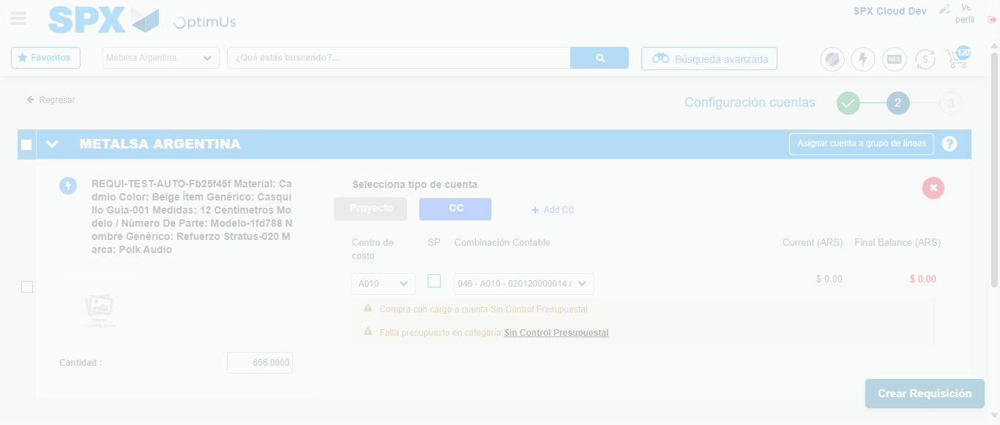 SPX
OptimUs
SPX Cloud Dev
Ve
perfil
Favoritos
Metalsa Argentina
¿Qué estás buscando?...
Búsqueda avanzada
120
Regresar
Configuración cuentas
2
3
METALSA ARGENTINA
Asignar cuenta a grupo de líneas
?
REQUI-TEST-AUTO-Fb25f45f Material: Ca
dmio Color: Beige Ítem Genérico: Casqui
llo Guia-001 Medidas: 12 Centimetros Mo
delo / Número De Parte: Modelo-1fd788 N
ombre Genérico: Refuerzo Stratus-020 M
arca: Polk Audio
Selecciona tipo de cuenta
Proyecto
CC
Add CC
Centro de
costo
SP
Combinación Contable
Current (ARS)
Final Balance (ARS)
A010
046 - A010 - 620120000014 /
$ 0.00
$ 0.00
Compra con cargo a cuenta Sin Control Presupuestal
Falta presupuesto en categoría:Sin Control Presupuestal
Cantidad :
656.0000
Crear Requisición